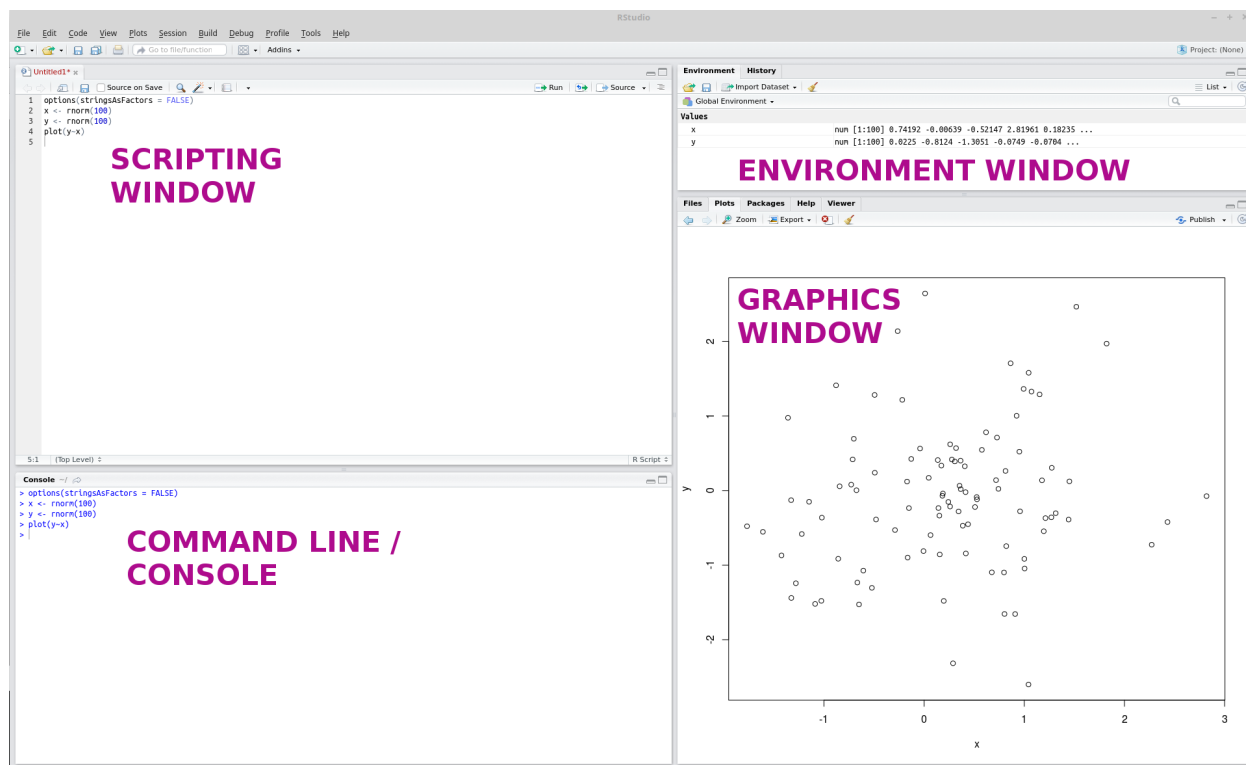 RStudio
File Edit Code View Plots Session Build Debug Profile Tools Help
Go to file/function Addins Project: (None)
Untitled1* x
Source on Save Run Source
1 options(stringsAsFactors = FALSE)
2 x <- rnorm(100)
3 y <- rnorm(100)
4 plot(y~x)
5
SCRIPTING
WINDOW
5:1 (Top Level) R Script
Console ~/
> options(stringsAsFactors = FALSE)
> x <- rnorm(100)
> y <- rnorm(100)
> plot(y~x)
>
COMMAND LINE /
CONSOLE
Environment History
Import Dataset List
Global Environment
Values
x num [1:100] 0.74192 -0.00639 -0.52147 2.81961 0.18235 ...
y num [1:100] 0.0225 -0.8124 -1.3051 -0.0749 -0.0704 ...
ENVIRONMENT WINDOW
Files Plots Packages Help Viewer
Zoom Export Publish
GRAPHICS
WINDOW
2
1
0
-1
-2
y
-1 0 1 2 3
x